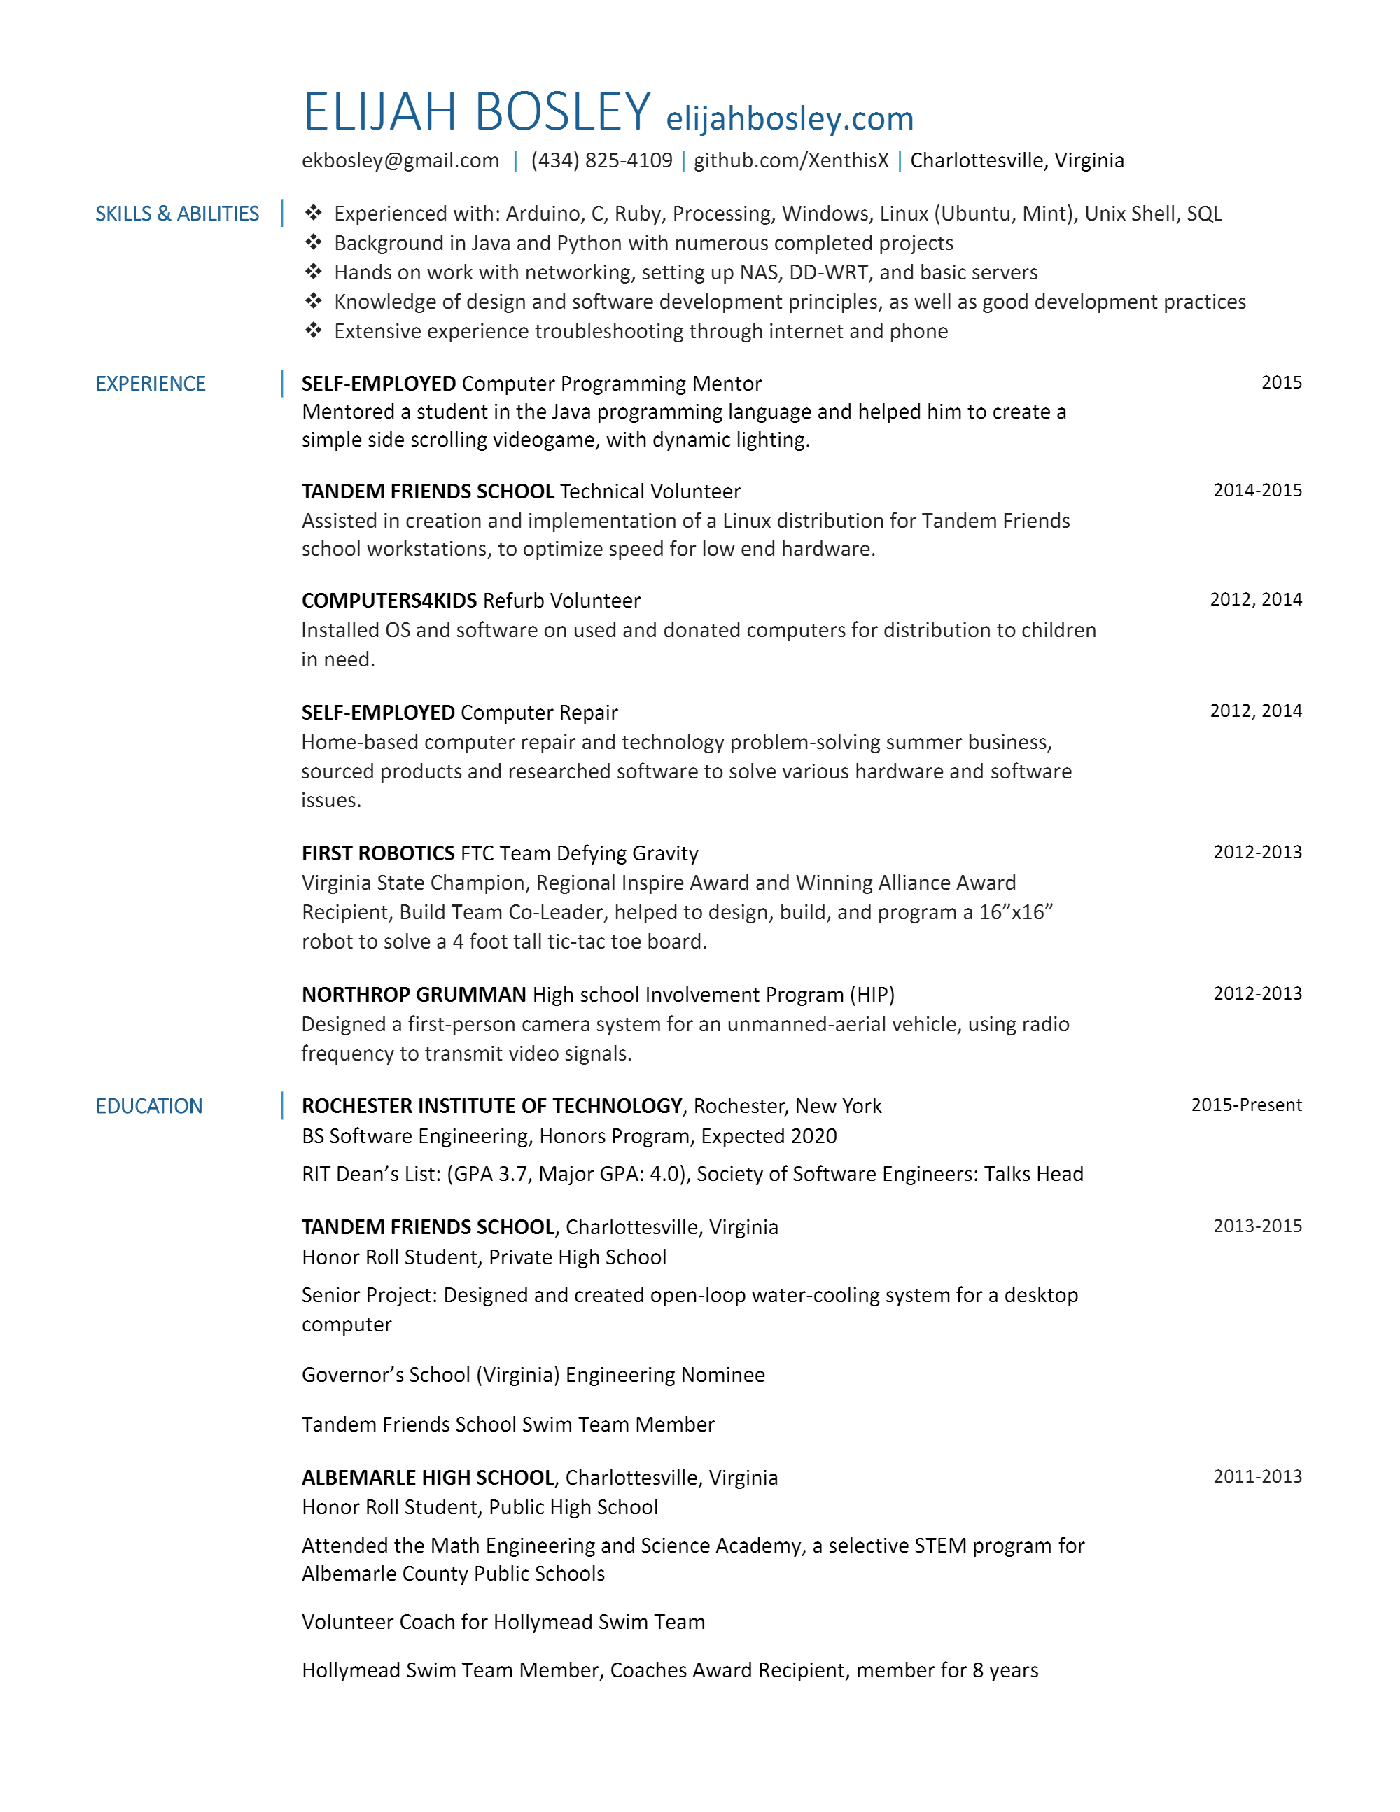 ELIJAH BOSLEY elijahbosley.com
ekbosley@gmail.com | (434) 825-4109 | github.com/XenthisX | Charlottesville, Virginia
SKILLS & ABILITIES | ❖ Experienced with: Arduino, C, Ruby, Processing, Windows, Linux (Ubuntu, Mint), Unix Shell, SQL
❖ Background in Java and Python with numerous completed projects
❖ Hands on work with networking, setting up NAS, DD-WRT, and basic servers
❖ Knowledge of design and software development principles, as well as good development practices
❖ Extensive experience troubleshooting through internet and phone
EXPERIENCE | SELF-EMPLOYED Computer Programming Mentor 2015
Mentored a student in the Java programming language and helped him to create a
simple side scrolling videogame, with dynamic lighting.
TANDEM FRIENDS SCHOOL Technical Volunteer 2014-2015
Assisted in creation and implementation of a Linux distribution for Tandem Friends
school workstations, to optimize speed for low end hardware.
COMPUTERS4KIDS Refurb Volunteer 2012, 2014
Installed OS and software on used and donated computers for distribution to children
in need.
SELF-EMPLOYED Computer Repair 2012, 2014
Home-based computer repair and technology problem-solving summer business,
sourced products and researched software to solve various hardware and software
issues.
FIRST ROBOTICS FTC Team Defying Gravity 2012-2013
Virginia State Champion, Regional Inspire Award and Winning Alliance Award
Recipient, Build Team Co-Leader, helped to design, build, and program a 16”x16”
robot to solve a 4 foot tall tic-tac toe board.
NORTHROP GRUMMAN High school Involvement Program (HIP) 2012-2013
Designed a first-person camera system for an unmanned-aerial vehicle, using radio
frequency to transmit video signals.
EDUCATION | ROCHESTER INSTITUTE OF TECHNOLOGY, Rochester, New York 2015-Present
BS Software Engineering, Honors Program, Expected 2020
RIT Dean’s List: (GPA 3.7, Major GPA: 4.0), Society of Software Engineers: Talks Head
TANDEM FRIENDS SCHOOL, Charlottesville, Virginia 2013-2015
Honor Roll Student, Private High School
Senior Project: Designed and created open-loop water-cooling system for a desktop
computer
Governor’s School (Virginia) Engineering Nominee
Tandem Friends School Swim Team Member
ALBEMARLE HIGH SCHOOL, Charlottesville, Virginia 2011-2013
Honor Roll Student, Public High School
Attended the Math Engineering and Science Academy, a selective STEM program for
Albemarle County Public Schools
Volunteer Coach for Hollymead Swim Team
Hollymead Swim Team Member, Coaches Award Recipient, member for 8 years